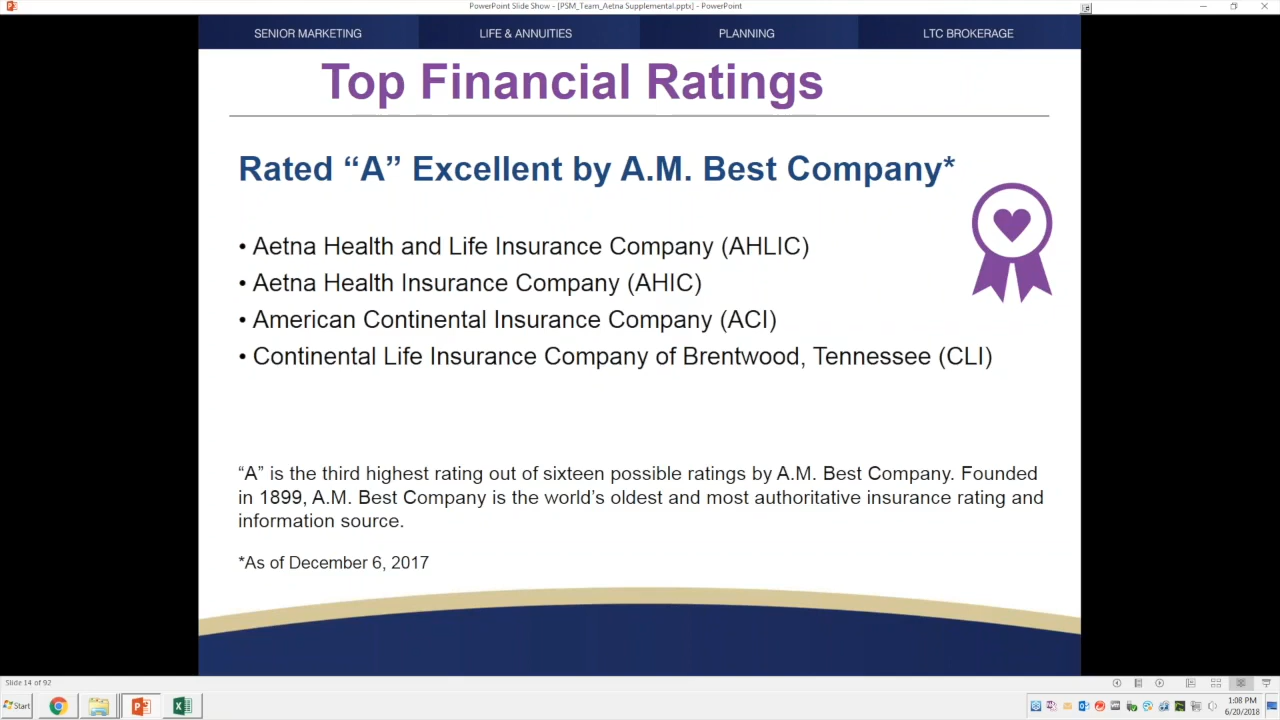 PowerPoint Slide Show - [PSM_Team_Aetna Supplemental.pptx] - PowerPoint
SENIOR MARKETING
LIFE & ANNUITIES
PLANNING
LTC BROKERAGE
Top Financial Ratings
Rated “A” Excellent by A.M. Best Company*
• Aetna Health and Life Insurance Company (AHLIC)
• Aetna Health Insurance Company (AHIC)
• American Continental Insurance Company (ACI)
• Continental Life Insurance Company of Brentwood, Tennessee (CLI)
“A” is the third highest rating out of sixteen possible ratings by A.M. Best Company. Founded
in 1899, A.M. Best Company is the world’s oldest and most authoritative insurance rating and
information source.
*As of December 6, 2017
Slide 14 of 92
Start
1:08 PM
6/20/2018